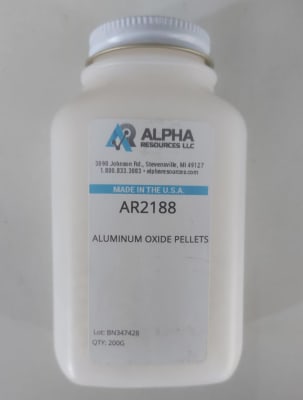 ALPHA
RESOURCES LLC
3090 Johnson Rd., Stevensville, MI 49127
1.800.833.3083 • alpharesources.com
MADE IN THE U.S.A.
AR2188
ALUMINUM OXIDE PELLETS
Lot: BN347428
QTY: 200G